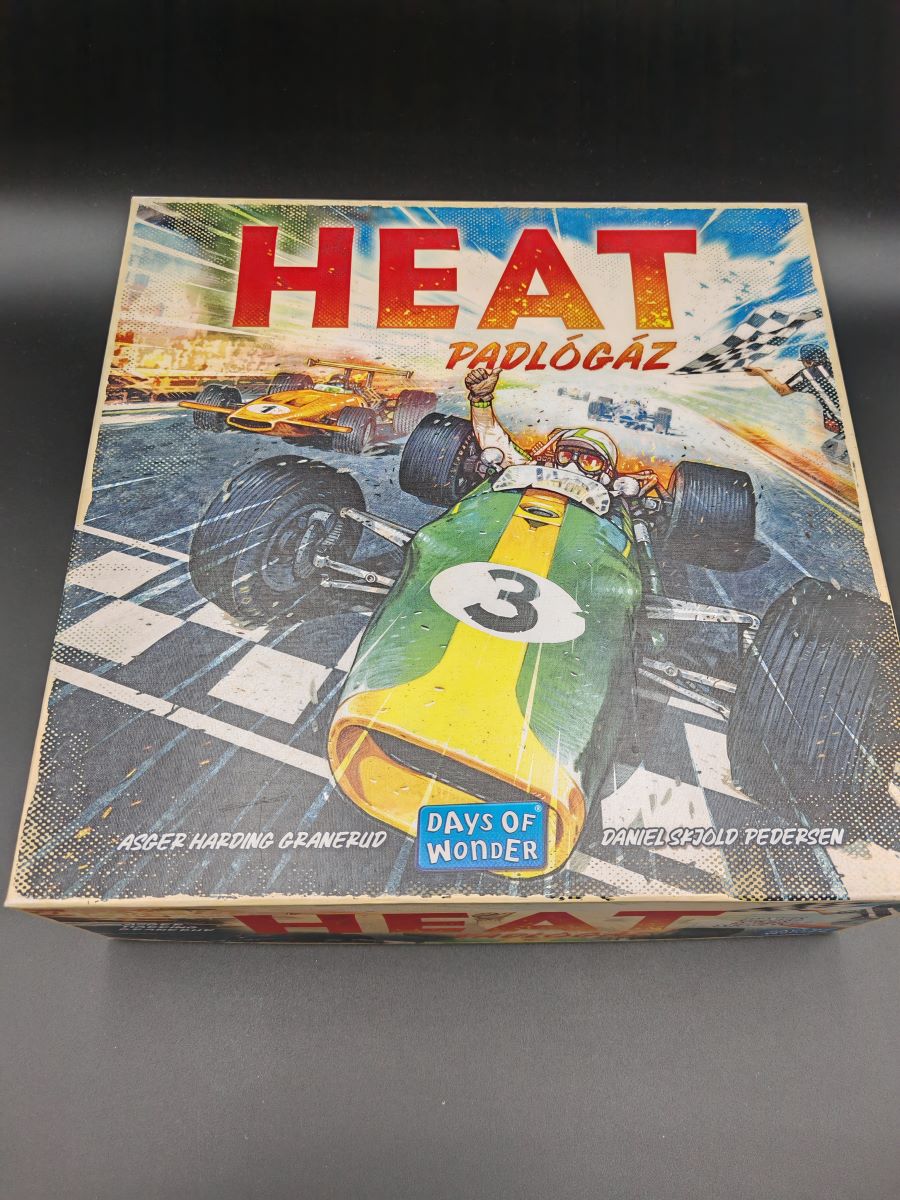 HEAT
PADLÓGÁZ
1
3
ASGER HARDING GRANERUD
DAYS OF
WONDER®
DANIEL SKJOLD PEDERSEN
HEAT